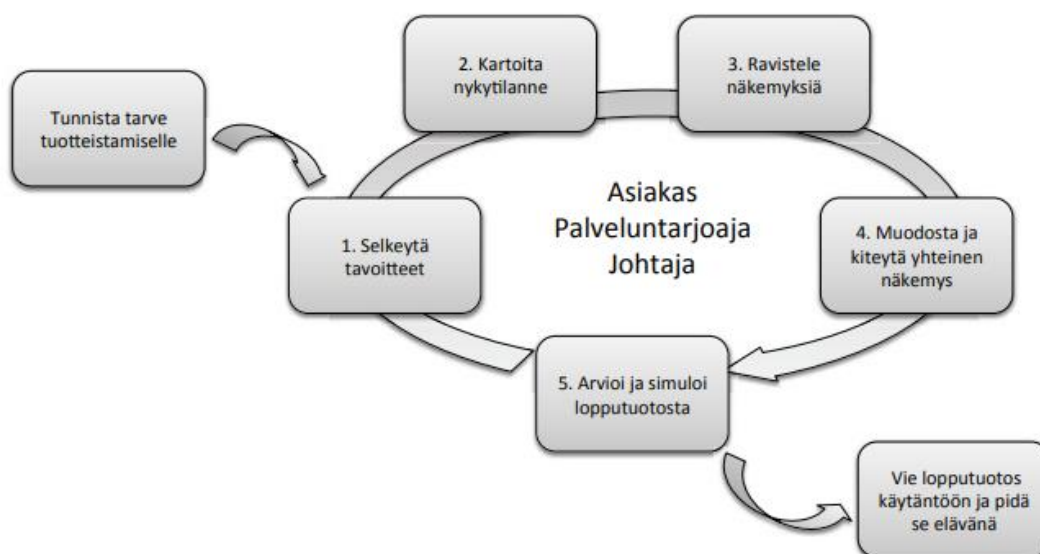 Tunnista tarve
tuotteistamiselle
1. Selkeytä
tavoitteet
2. Kartoita
nykytilanne
3. Ravistele
näkemyksiä
4. Muodosta ja
kiteytä yhteinen
näkemys
5. Arvioi ja simuloi
lopputuotosta
Asiakas
Palveluntarjoaja
Johtaja
Vie lopputuotos
käytäntöön ja pidä
se elävänä